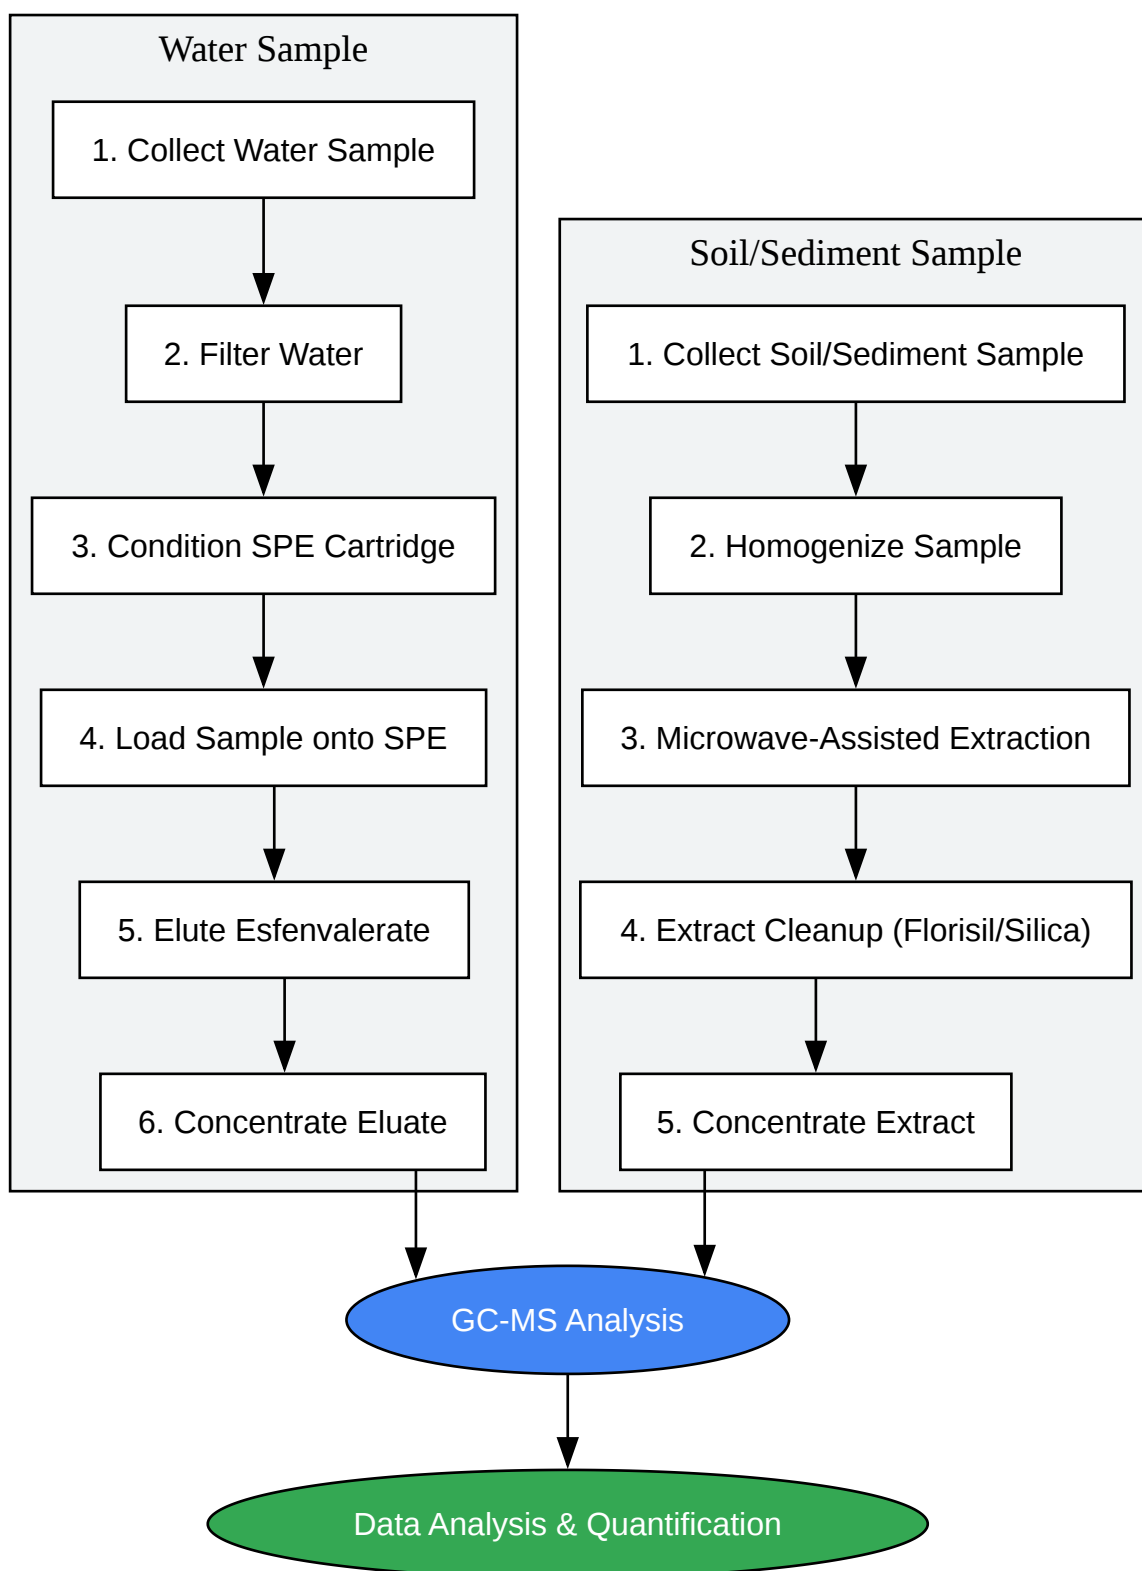 Water Sample
1. Collect Water Sample
2. Filter Water
3. Condition SPE Cartridge
4. Load Sample onto SPE
5. Elute Esfenvalerate
6. Concentrate Eluate
Soil/Sediment Sample
1. Collect Soil/Sediment Sample
2. Homogenize Sample
3. Microwave-Assisted Extraction
4. Extract Cleanup (Florisil/Silica)
5. Concentrate Extract
GC-MS Analysis
Data Analysis & Quantification